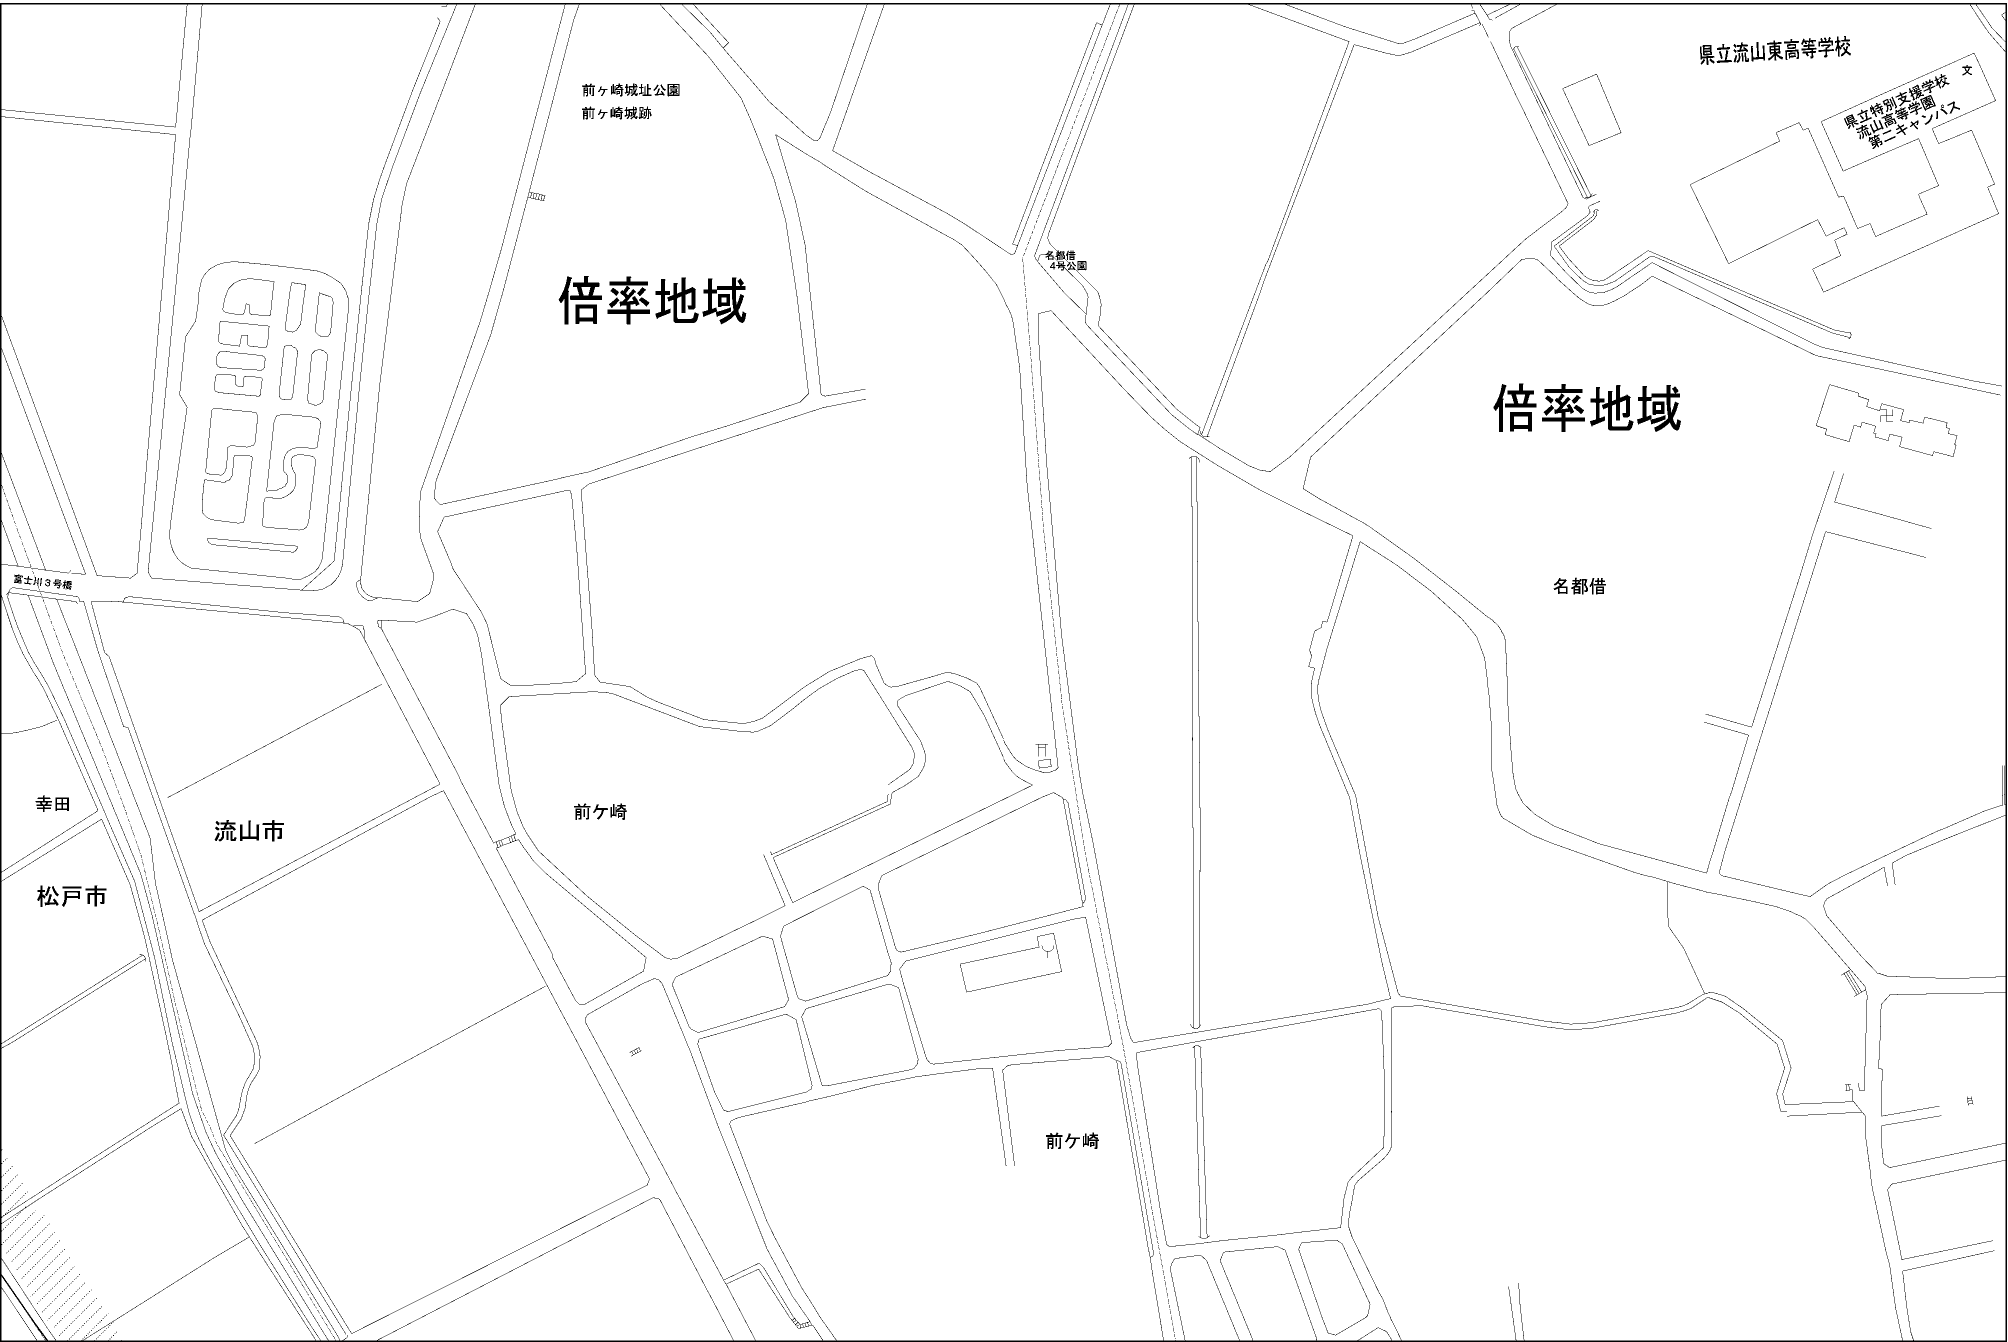 県立流山東高等学校
文
県立特別支援学校
流山高等学園
第二キャンパス
前ヶ崎城址公園
前ヶ崎城跡
名都借
4号公園
倍率地域
倍率地域
富士川3号橋
名都借
幸田
流山市
前ケ崎
松戸市
前ケ崎